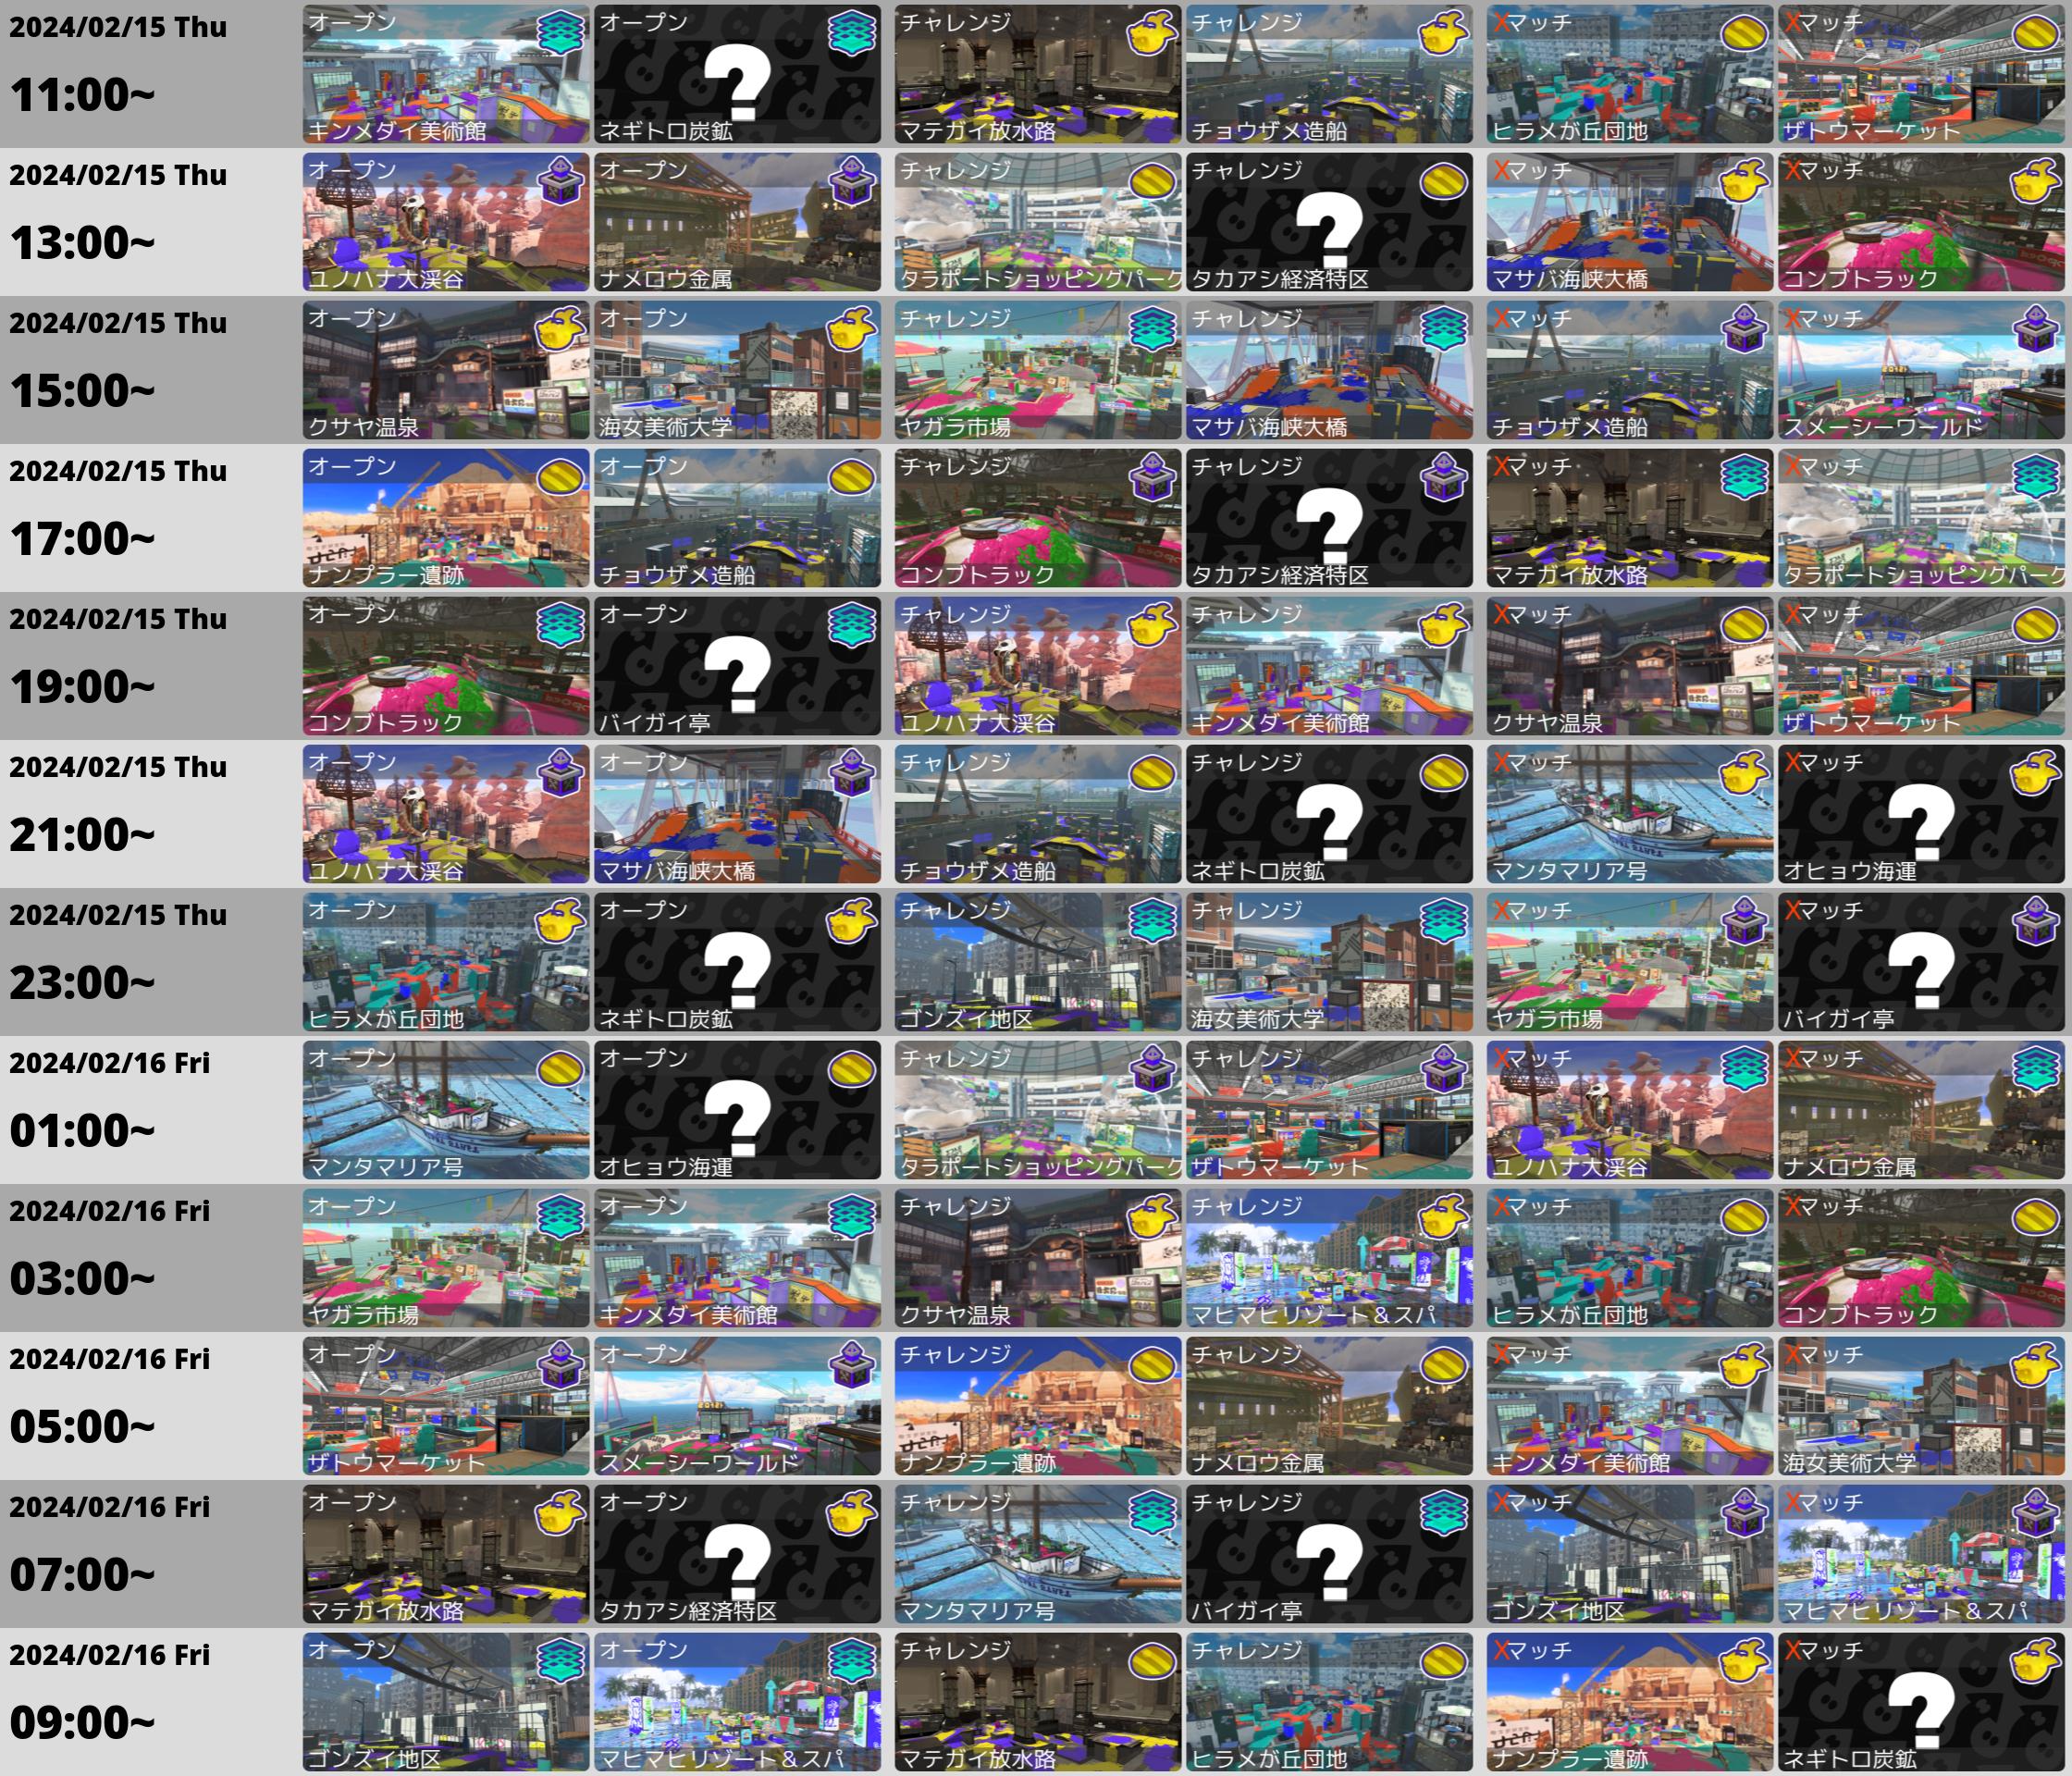 2024/02/15 Thu
11:00~
オープン
キンメダイ美術館
オープン
ネギトロ炭鉱
チャレンジ
マテガイ放水路
チャレンジ
チョウザメ造船
Xマッチ
ヒラメが丘団地
Xマッチ
ザトウマーケット
2024/02/15 Thu
13:00~
オープン
ユノハナ大渓谷
オープン
ナメロウ金属
チャレンジ
タラポートショッピングパーク
チャレンジ
タカアシ経済特区
Xマッチ
マサバ海峡大橋
Xマッチ
コンブトラック
2024/02/15 Thu
15:00~
オープン
クサヤ温泉
オープン
海女美術大学
チャレンジ
ヤガラ市場
チャレンジ
マサバ海峡大橋
Xマッチ
チョウザメ造船
Xマッチ
スメーシーワールド
2024/02/15 Thu
17:00~
オープン
ナンプラー遺跡
オープン
チョウザメ造船
チャレンジ
コンブトラック
チャレンジ
タカアシ経済特区
Xマッチ
マテガイ放水路
Xマッチ
タラポートショッピングパーク
2024/02/15 Thu
19:00~
オープン
コンブトラック
オープン
バイガイ亭
チャレンジ
ユノハナ大渓谷
チャレンジ
キンメダイ美術館
Xマッチ
クサヤ温泉
Xマッチ
ザトウマーケット
2024/02/15 Thu
21:00~
オープン
ユノハナ大渓谷
オープン
マサバ海峡大橋
チャレンジ
チョウザメ造船
チャレンジ
ネギトロ炭鉱
Xマッチ
マンタマリア号
Xマッチ
オヒョウ海運
2024/02/15 Thu
23:00~
オープン
ヒラメが丘団地
オープン
ネギトロ炭鉱
チャレンジ
ゴンズイ地区
チャレンジ
海女美術大学
Xマッチ
ヤガラ市場
Xマッチ
バイガイ亭
2024/02/16 Fri
01:00~
オープン
マンタマリア号
オープン
オヒョウ海運
チャレンジ
タラポートショッピングパーク
チャレンジ
ザトウマーケット
Xマッチ
ユノハナ大渓谷
Xマッチ
ナメロウ金属
2024/02/16 Fri
03:00~
オープン
ヤガラ市場
オープン
キンメダイ美術館
チャレンジ
クサヤ温泉
チャレンジ
マヒマヒリゾート＆スパ
Xマッチ
ヒラメが丘団地
Xマッチ
コンブトラック
2024/02/16 Fri
05:00~
オープン
ザトウマーケット
オープン
スメーシーワールド
チャレンジ
ナンプラー遺跡
チャレンジ
ナメロウ金属
Xマッチ
キンメダイ美術館
Xマッチ
海女美術大学
2024/02/16 Fri
07:00~
オープン
マテガイ放水路
オープン
タカアシ経済特区
チャレンジ
マンタマリア号
チャレンジ
バイガイ亭
Xマッチ
ゴンズイ地区
Xマッチ
マヒマヒリゾート＆スパ
2024/02/16 Fri
09:00~
オープン
ゴンズイ地区
オープン
マヒマヒリゾート＆スパ
チャレンジ
マテガイ放水路
チャレンジ
ヒラメが丘団地
Xマッチ
ナンプラー遺跡
Xマッチ
ネギトロ炭鉱